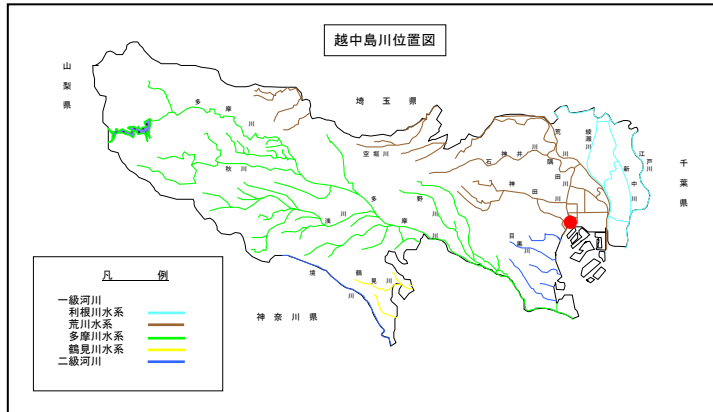 越中島川位置図
山梨県
埼玉県
千葉県
神奈川県
多摩川
秋川
浅川
多摩川
野川
空堀川
石神井川
神田川
隅田川
荒川
綾瀬川
新中川
江戸川
目黒川
境川
鶴見川
凡 例
一級河川
利根川水系
荒川水系
多摩川水系
鶴見川水系
二級河川